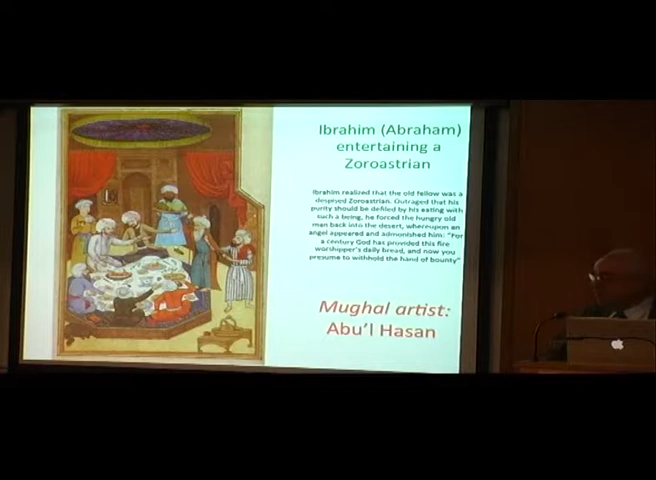 Ibrahim (Abraham)
entertaining a
Zoroastrian
Ibrahim realized that the old fellow was a
despised Zoroastrian. Outraged that his
purity should be defiled by his eating with
such a being, he forced the hungry old
man back into the desert, whereupon an
angel appeared and admonished him: "For
a century God has provided this fire
worshipper's daily bread, and now you
presume to withhold the hand of bounty"
Mughal artist:
Abu'l Hasan